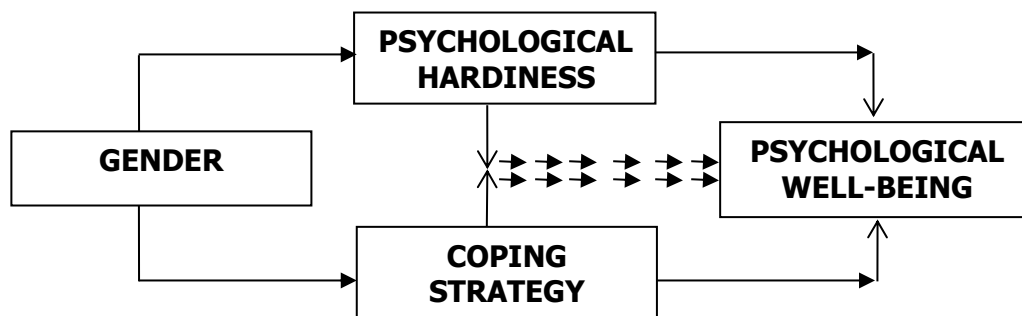 PSYCHOLOGICAL
HARDINESS
GENDER
PSYCHOLOGICAL
WELL-BEING
COPING
STRATEGY